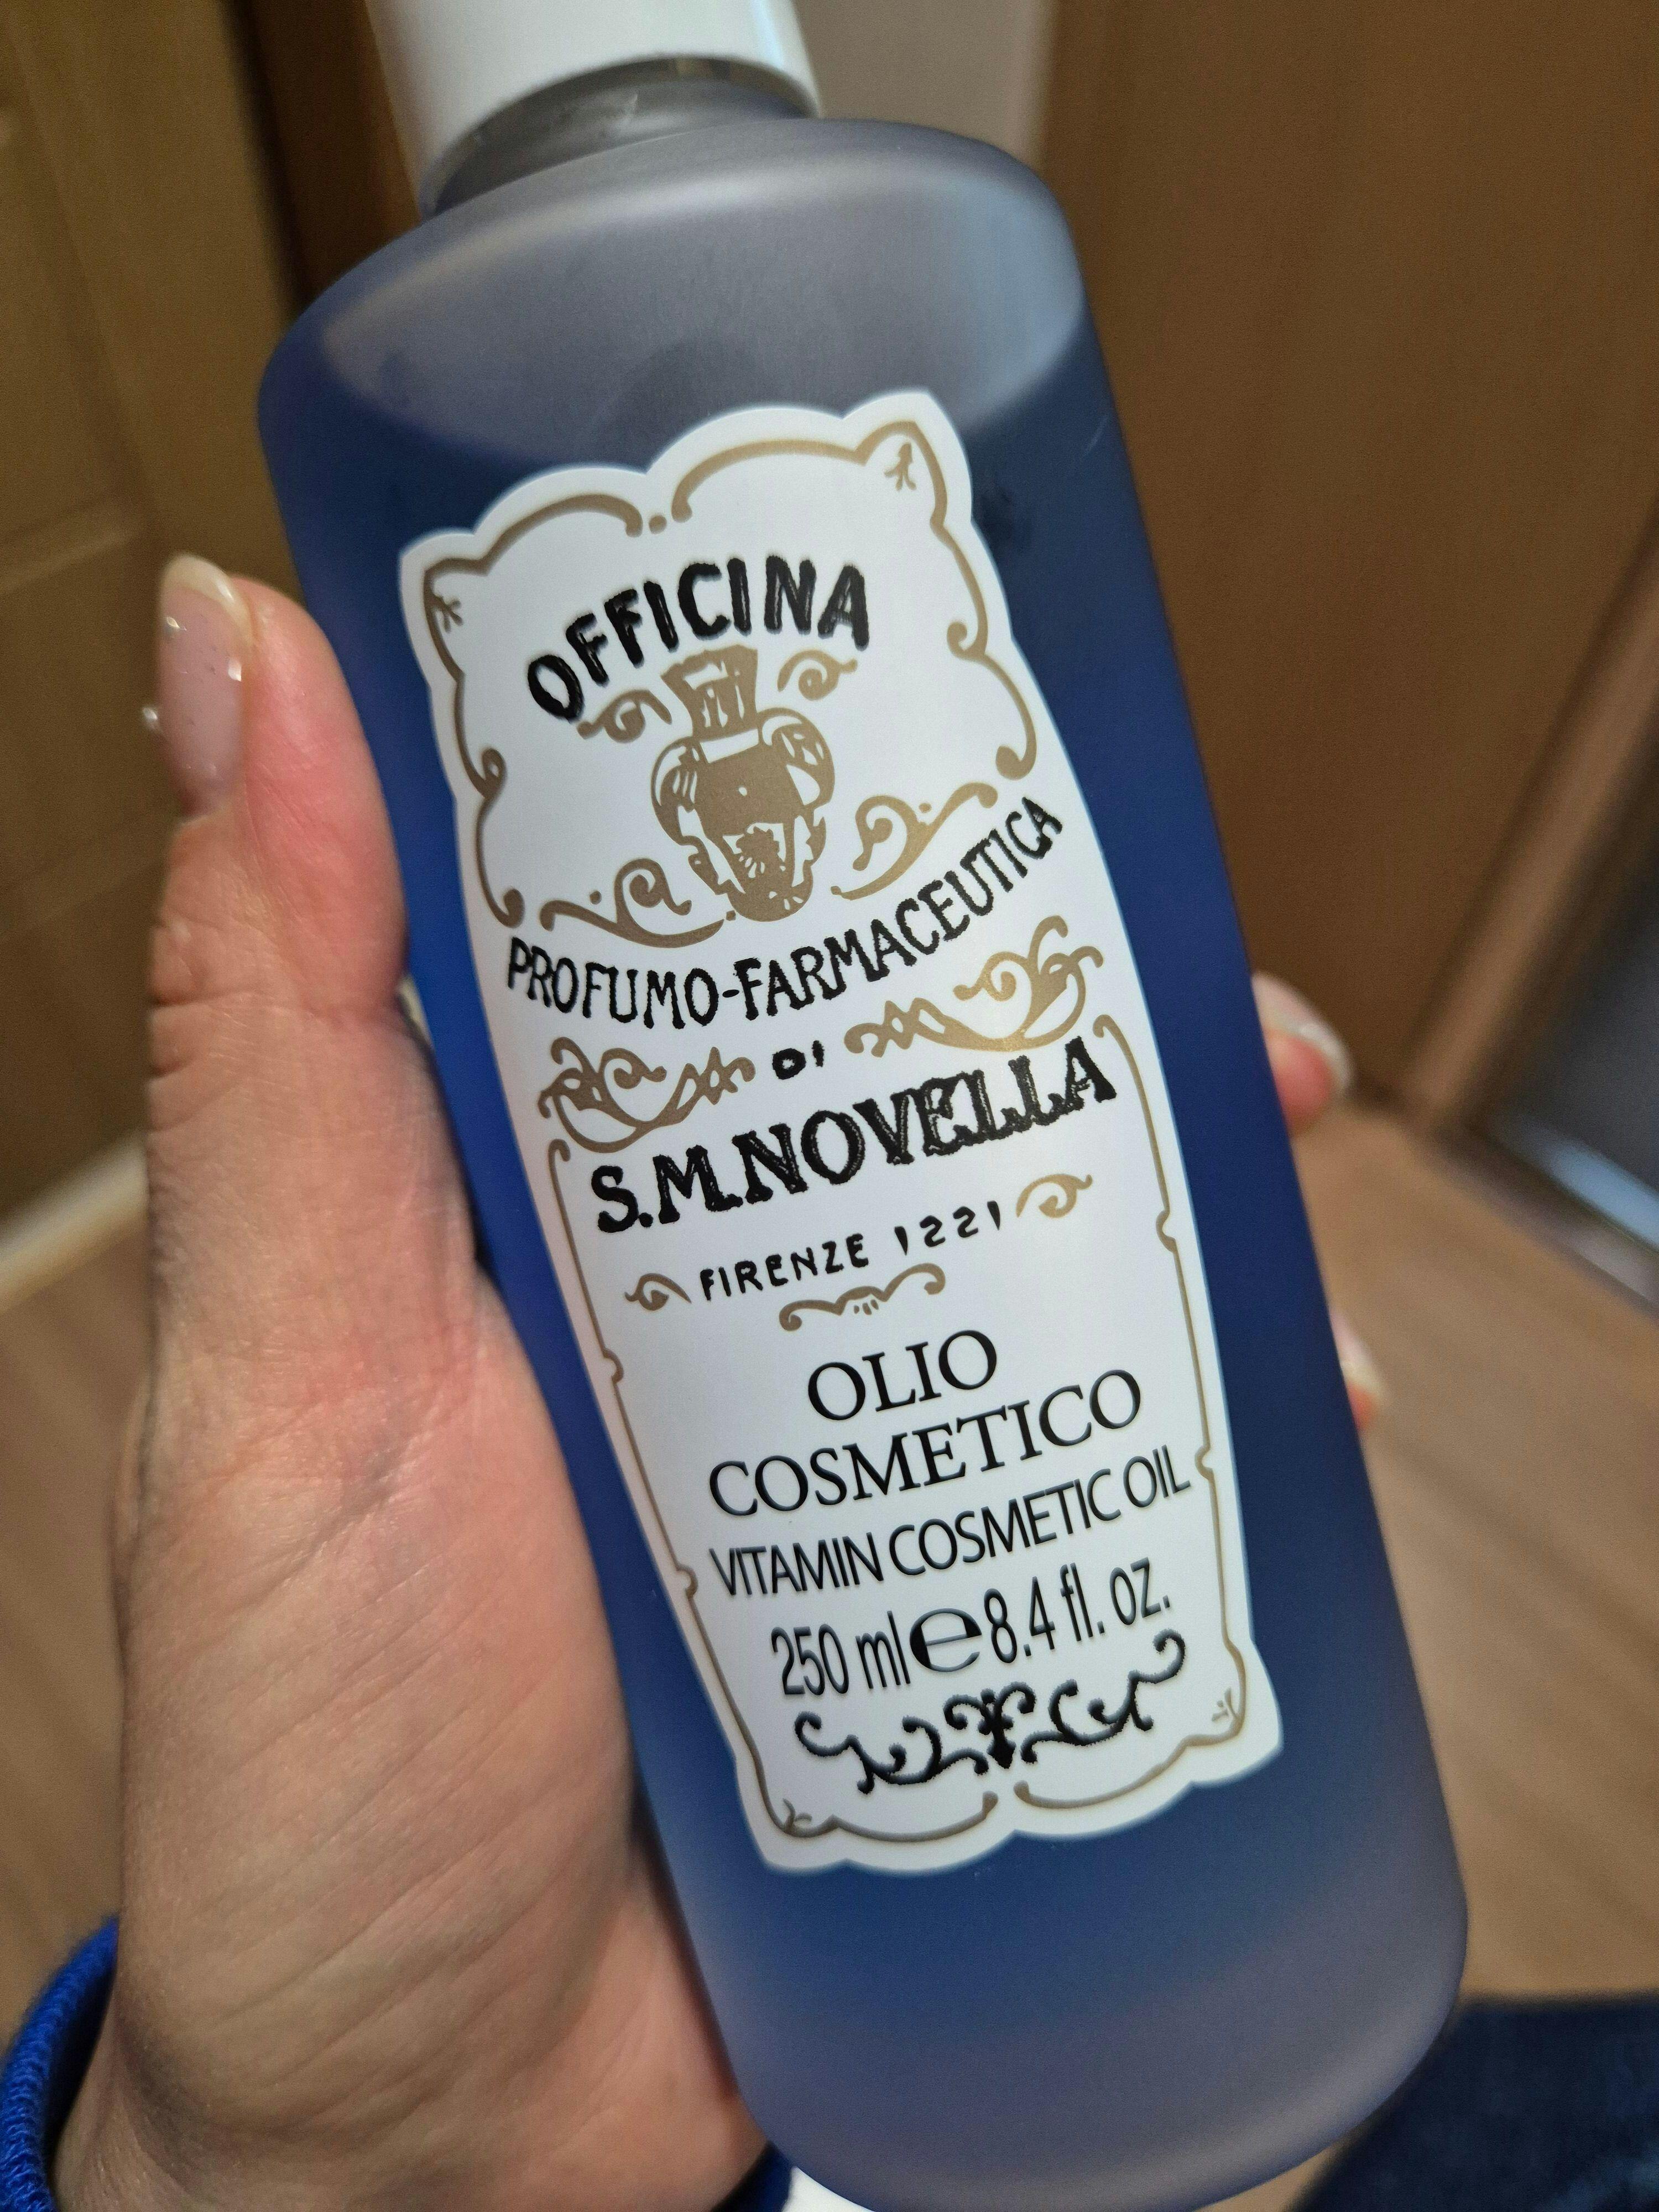 OFFICINA
PROFUMO-FARMACEUTICA
DI
S.M.NOVELLA
FIRENZE 1221
OLIO
COSMETICO
VITAMIN COSMETIC OIL
250 ml e 8.4 fl. oz.